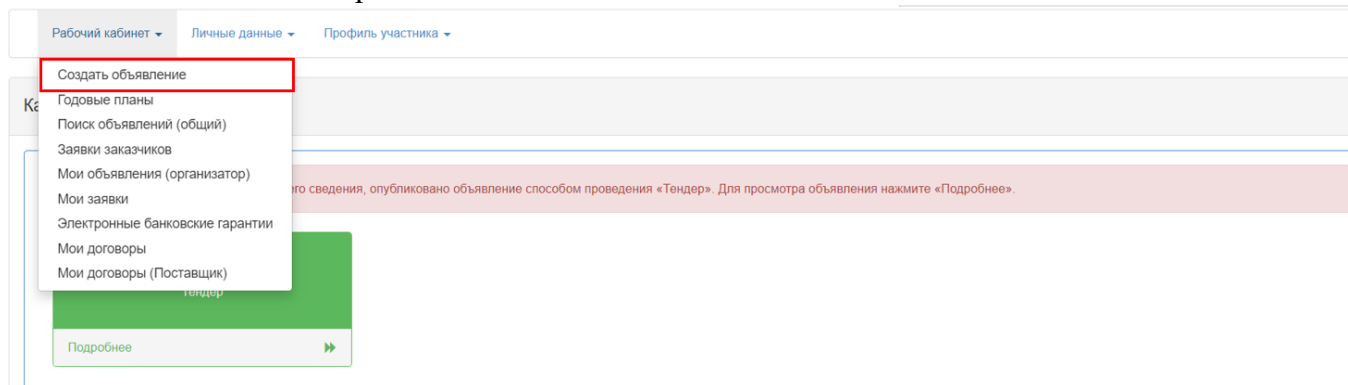 Рабочий кабинет Личные данные Профиль участника
Создать объявление
Годовые планы
Поиск объявлений (общий)
Заявки заказчиков
Мои объявления (организатор)
го сведения, опубликовано объявление способом проведения «Тендер». Для просмотра объявления нажмите «Подробнее».
Мои заявки
Электронные банковские гарантии
Мои договоры
Мои договоры (Поставщик)
Тендер
Подробнее